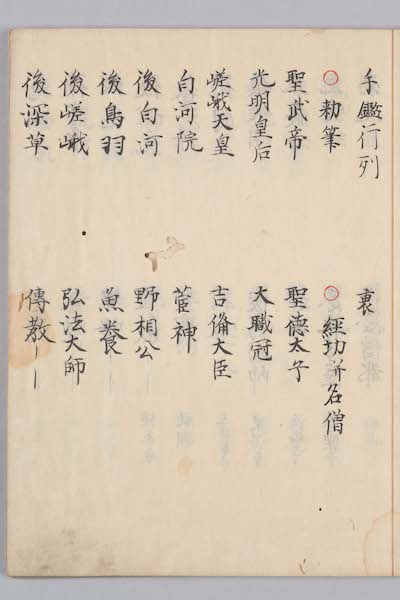 手鑑行列
○勅筆
聖武帝
光明皇后
嵯峨天皇
白河院
後白河
後鳥羽
後嵯峨
後深草
裏
○經切并名僧
聖德太子
大職冠
吉備大臣
菅神
野相公
魚養｜
弘法大師
傳教｜｜